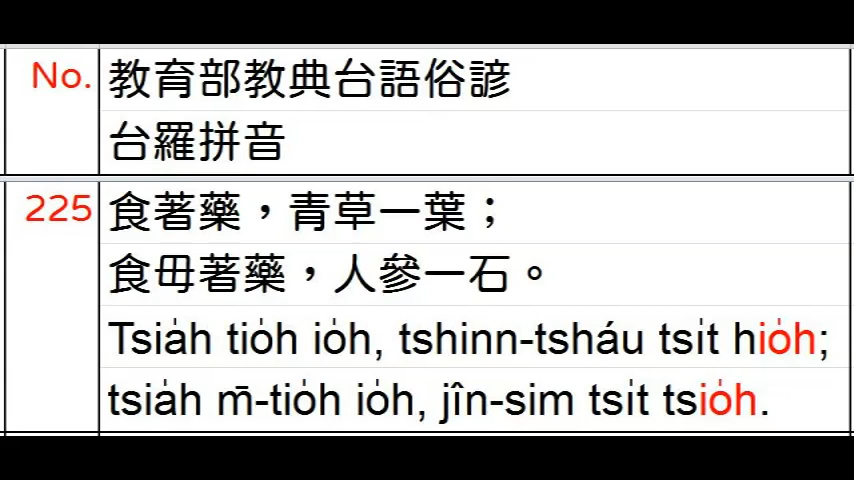 No.
教育部教典台語俗諺
台羅拼音
225
食著藥，青草一葉；
食毋著藥，人參一石。
Tsia̍h tio̍h io̍h, tshinn-tsháu tsi̍t hio̍h;
tsia̍h m̄-tio̍h io̍h, jîn-sim tsi̍t tsio̍h.